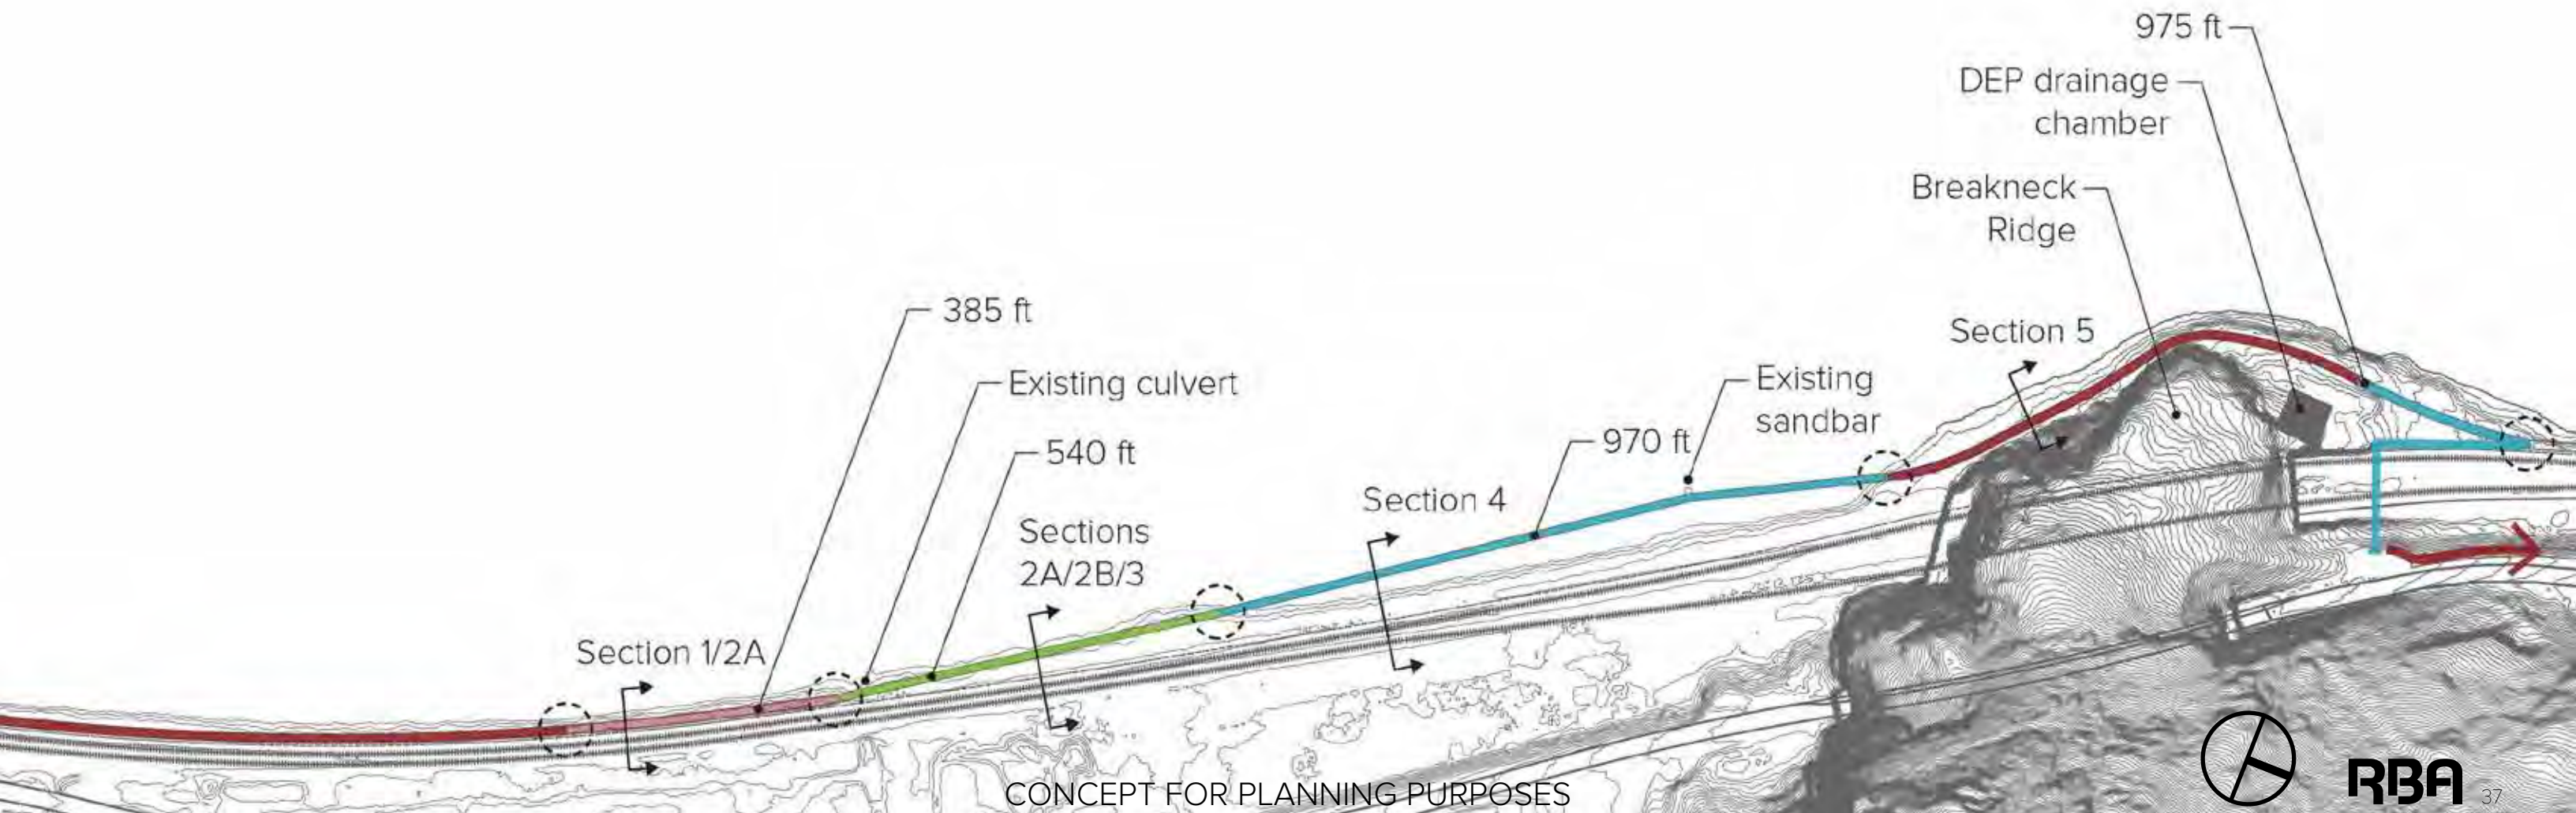 975 ft
DEP drainage
chamber
Breakneck
Ridge
Section 5
385 ft
Existing culvert
540 ft
Sections
2A/2B/3
Section 1/2A
Section 4
970 ft
Existing
sandbar
CONCEPT FOR PLANNING PURPOSES
RBA
37